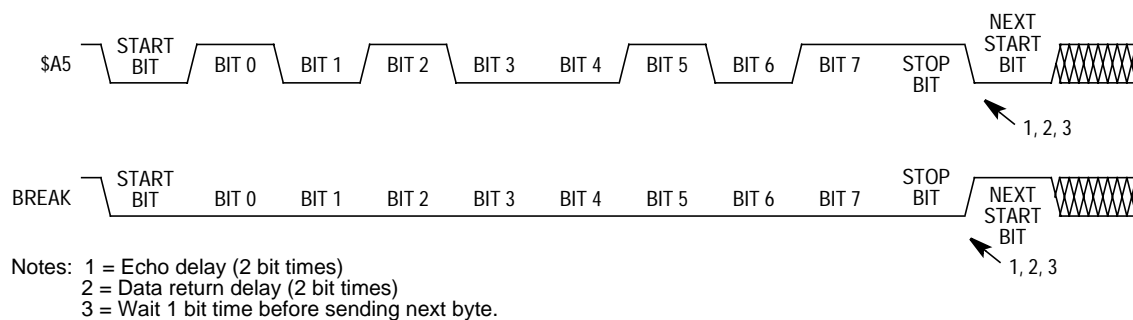 $A5 START BIT BIT 0 BIT 1 BIT 2 BIT 3 BIT 4 BIT 5 BIT 6 BIT 7 STOP BIT NEXT START BIT
1, 2, 3
BREAK START BIT BIT 0 BIT 1 BIT 2 BIT 3 BIT 4 BIT 5 BIT 6 BIT 7 STOP BIT NEXT START BIT
1, 2, 3
Notes: 1 = Echo delay (2 bit times)
2 = Data return delay (2 bit times)
3 = Wait 1 bit time before sending next byte.